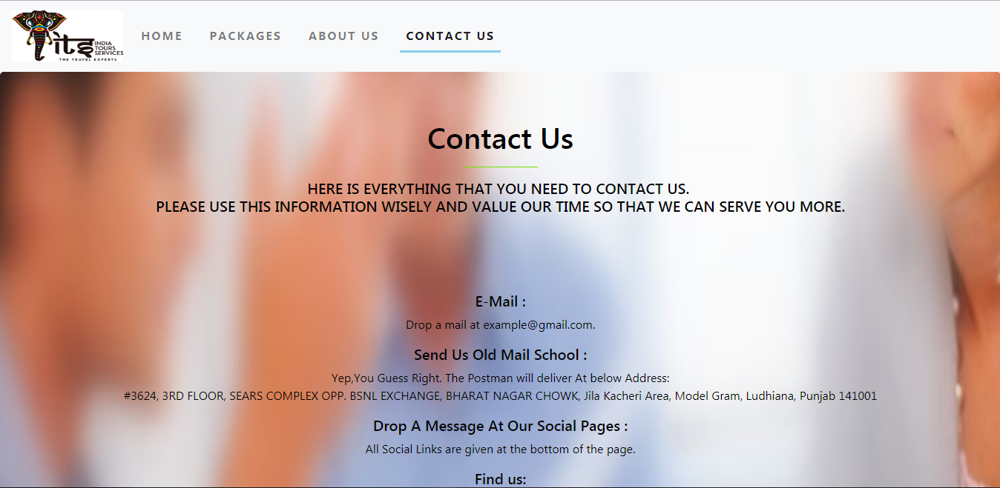 its
INDIA
TOURS
SERVICES
THE TRAVEL EXPERTS
HOME PACKAGES ABOUT US CONTACT US
Contact Us
HERE IS EVERYTHING THAT YOU NEED TO CONTACT US.
PLEASE USE THIS INFORMATION WISELY AND VALUE OUR TIME SO THAT WE CAN SERVE YOU MORE.
E-Mail :
Drop a mail at example@gmail.com.
Send Us Old Mail School :
Yep,You Guess Right. The Postman will deliver At below Address:
#3624, 3RD FLOOR, SEARS COMPLEX OPP. BSNL EXCHANGE, BHARAT NAGAR CHOWK, Jila Kacheri Area, Model Gram, Ludhiana, Punjab 141001
Drop A Message At Our Social Pages :
All Social Links are given at the bottom of the page.
Find us: